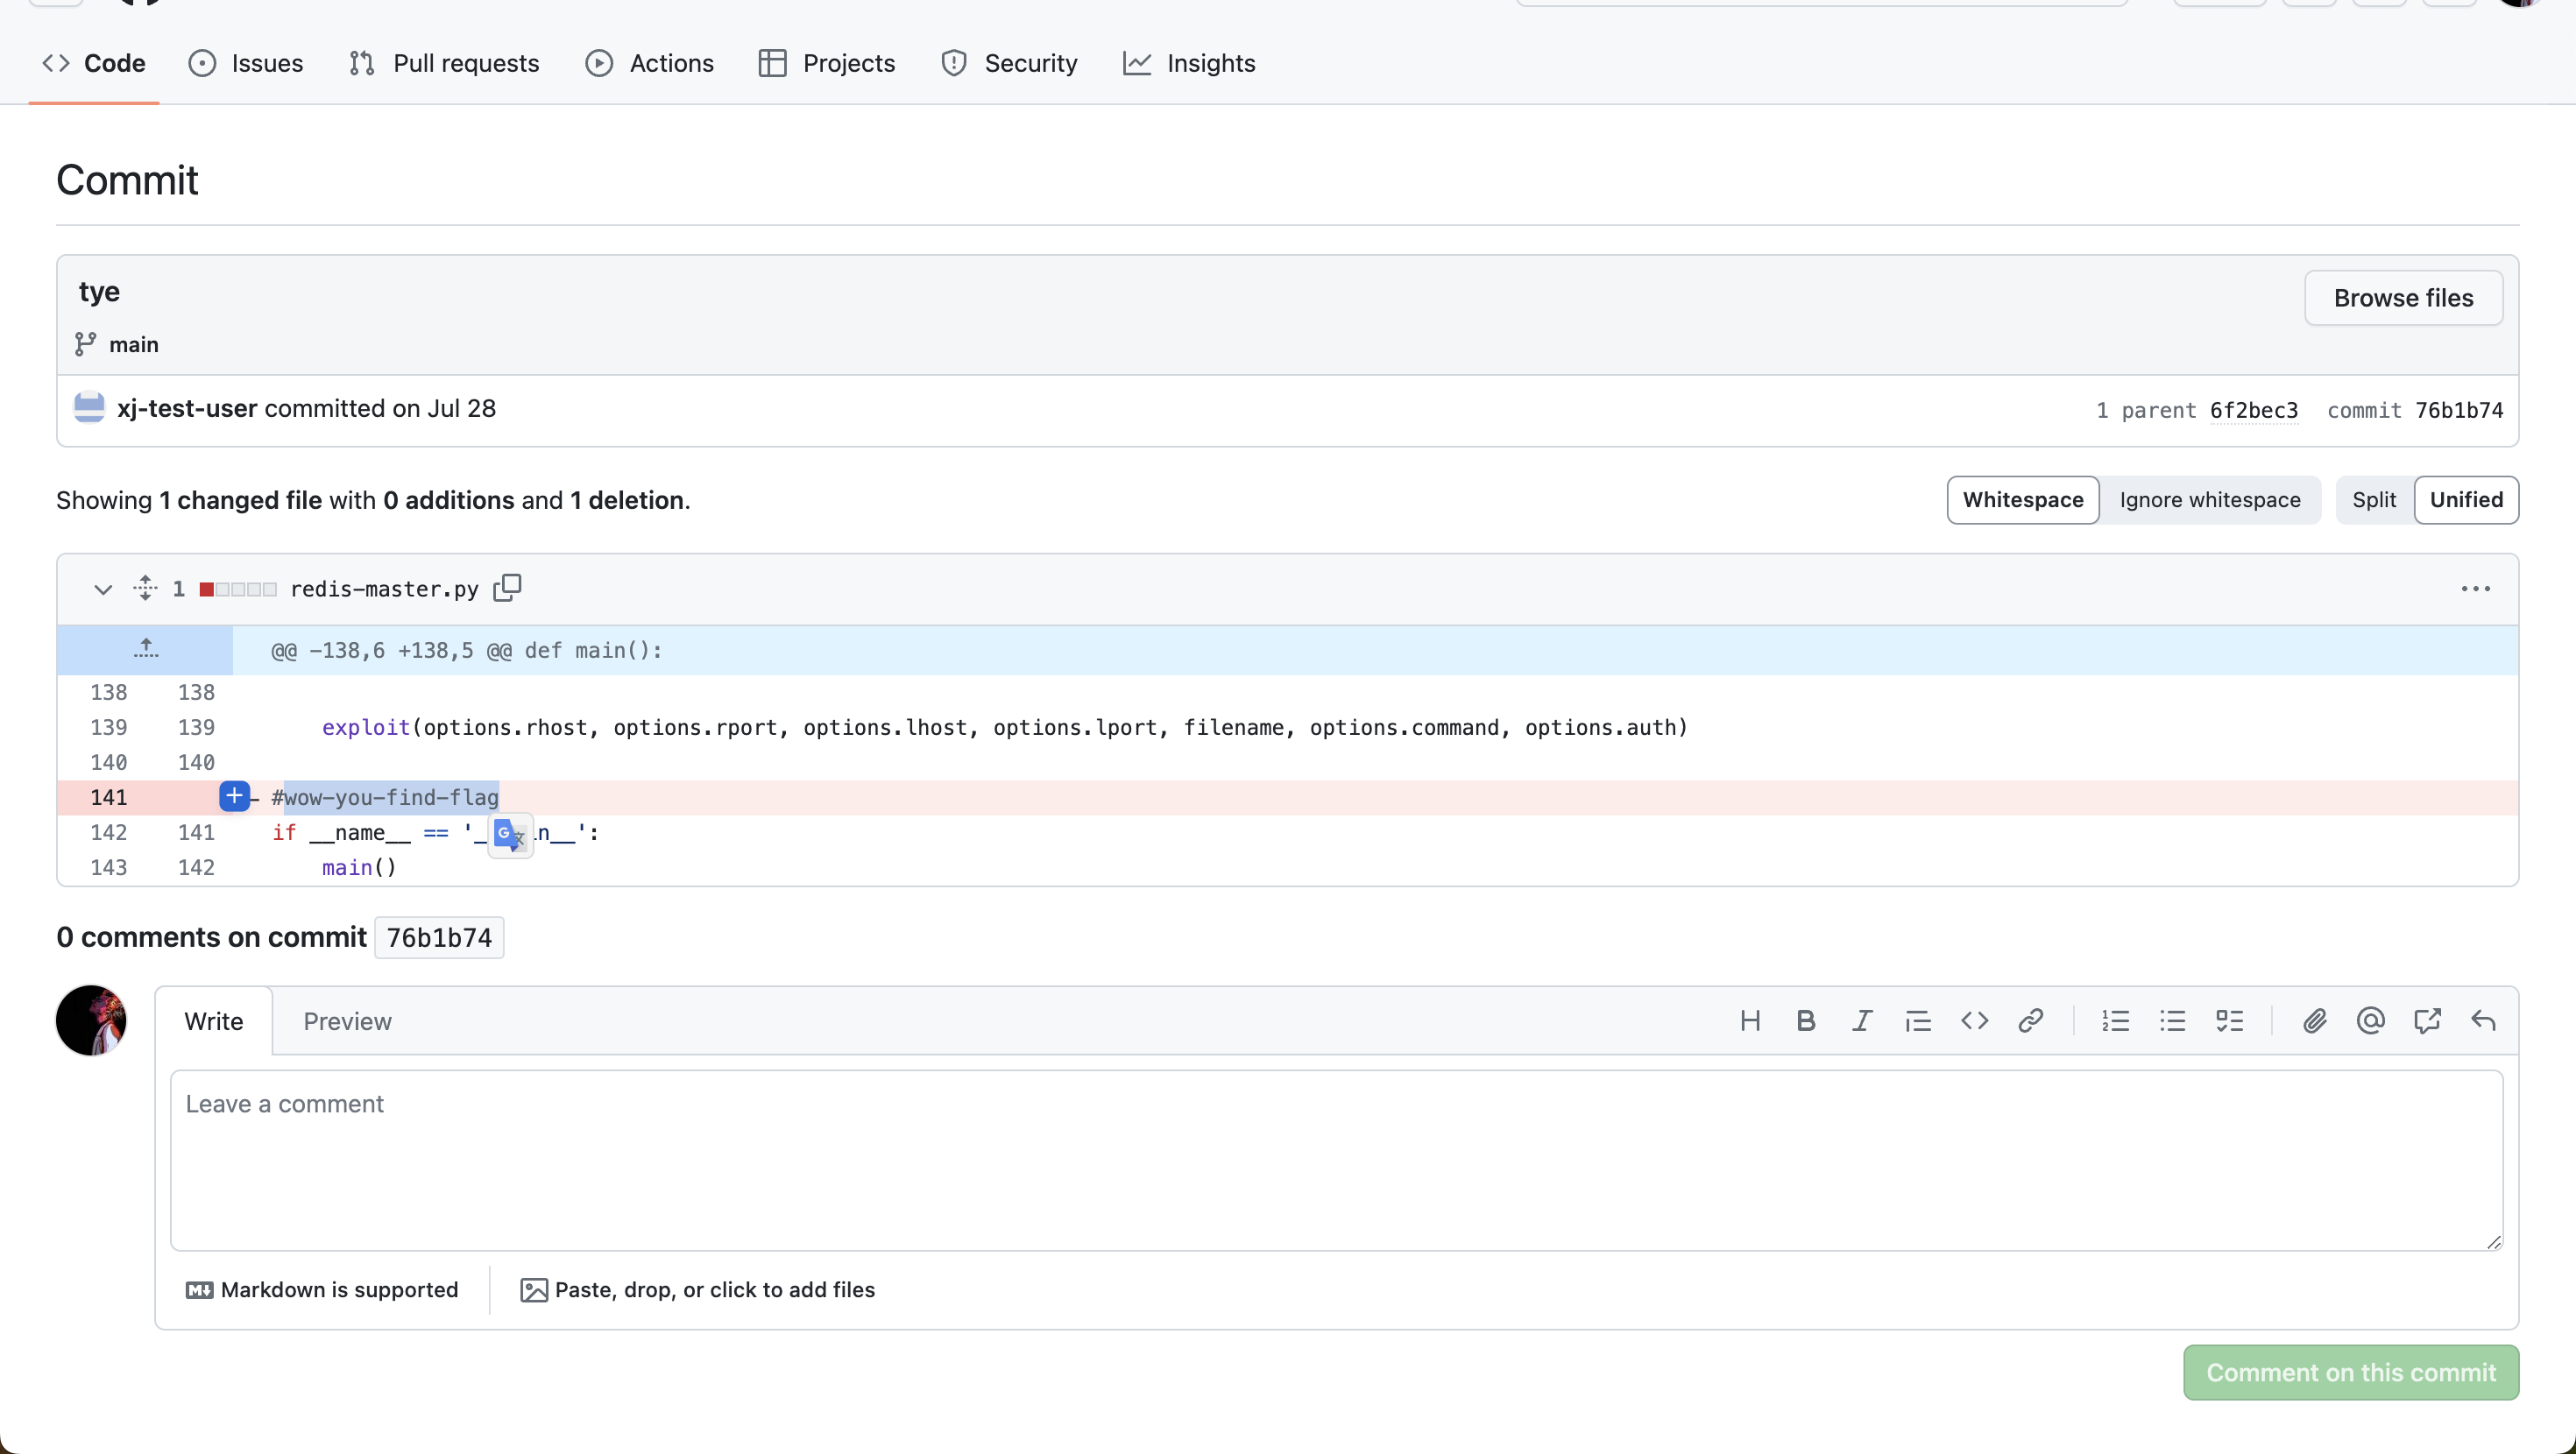 Code Issues Pull requests Actions Projects Security Insights
Commit
tye
Browse files
main
xj-test-user committed on Jul 28
1 parent 6f2bec3 commit 76b1b74
Showing 1 changed file with 0 additions and 1 deletion.
Whitespace Ignore whitespace Split Unified
1 redis-master.py
@@ -138,6 +138,5 @@ def main():
138 138
139 139 exploit(options.rhost, options.rport, options.lhost, options.lport, filename, options.command, options.auth)
140 140
141 - #wow-you-find-flag
142 141 if __name__ == '__ n__':
143 142 main()
0 comments on commit 76b1b74
Write Preview
Leave a comment
Markdown is supported
Paste, drop, or click to add files
Comment on this commit